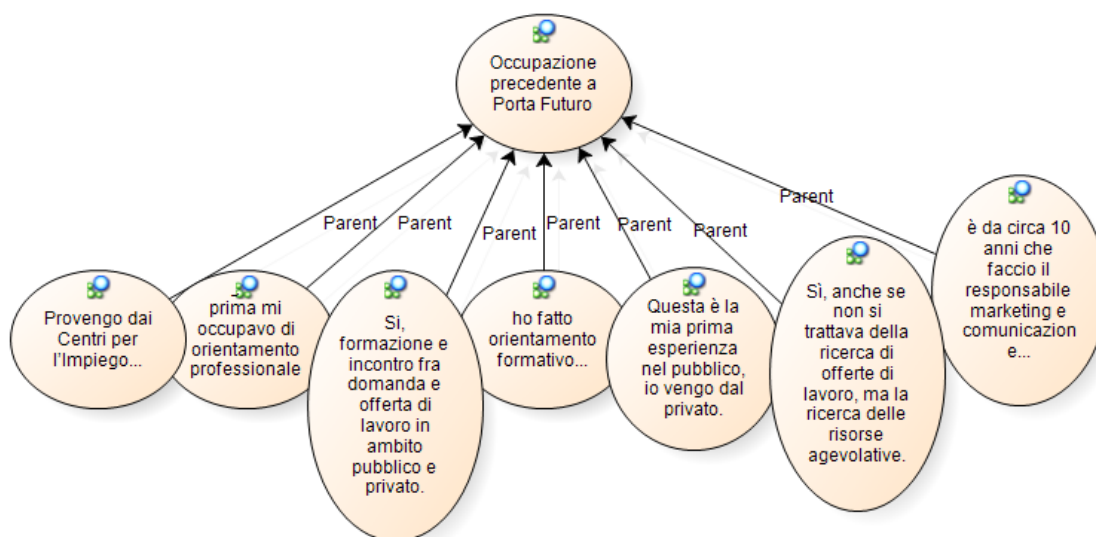 Occupazione
precedente a
Porta Futuro
Parent
Parent
Parent
Parent
Parent
Parent
Parent
Provengo dai
Centri per
l'Impiego...
prima mi
occupavo di
orientamento
professionale
Si,
formazione e
incontro fra
domanda e
offerta di
lavoro in
ambito
pubblico e
privato.
ho fatto
orientamento
formativo...
Questa è la
mia prima
esperienza
nel pubblico,
io vengo dal
privato.
Sì, anche se
non si
trattava della
ricerca di
offerte di
lavoro, ma la
ricerca delle
risorse
agevolative.
è da circa 10
anni che
faccio il
responsabile
marketing e
comunicazion
e...